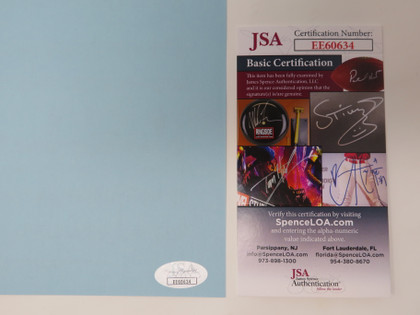 JSA
Certification Number:
EE60634
Basic Certification
This item has been fully examined by
James Spence Authentication, LLC
and it is our considered opinion that the
signature(s) is/are genuine.
RINGSIDE
Verify this certification by visiting
SpenceLOA.com
and entering the alpha-numeric
value indicated above.
Parsippany, NJ
info@SpenceLOA.com
973-898-1300
Fort Lauderdale, FL
florida@SpenceLOA.com
954-380-8670
JSA
James Spence
Authentication
EE60634